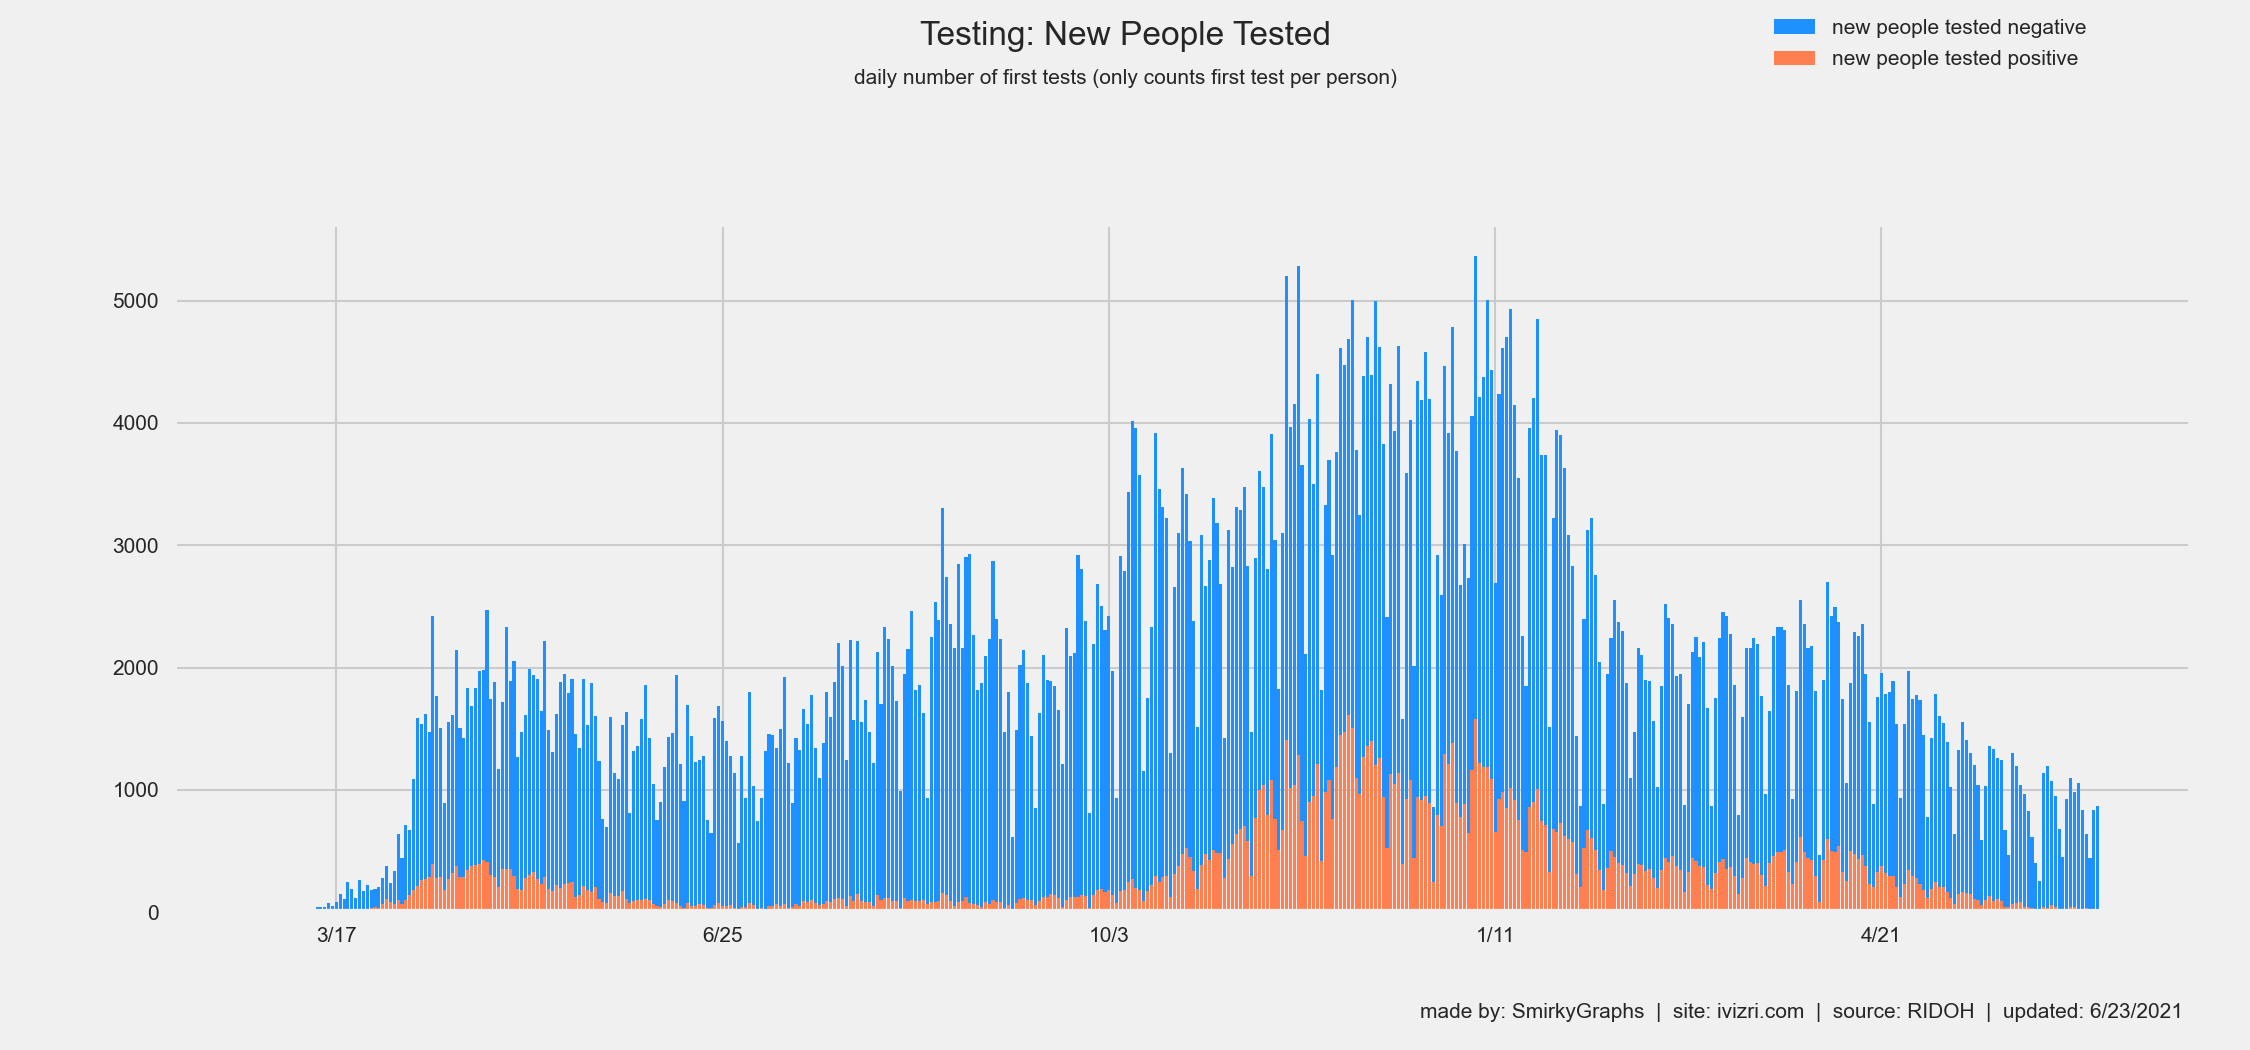 Testing: New People Tested
daily number of first tests (only counts first test per person)
new people tested negative
new people tested positive
5000
4000
3000
2000
1000
0
3/17 6/25 10/3 1/11 4/21
made by: SmirkyGraphs | site: ivizri.com | source: RIDOH | updated: 6/23/2021